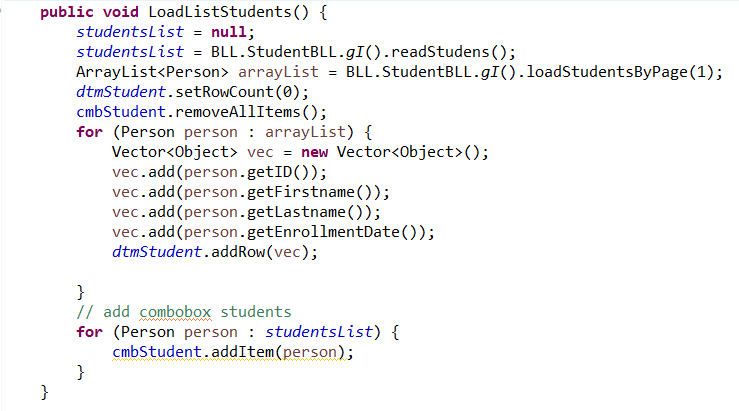 public void LoadListStudents() {
studentsList = null;
studentsList = BLL.StudentBLL.gI().readStudens();
ArrayList<Person> arrayList = BLL.StudentBLL.gI().loadStudentsByPage(1);
dtmStudent.setRowCount(0);
cmbStudent.removeAllItems();
for (Person person : arrayList) {
Vector<Object> vec = new Vector<Object>();
vec.add(person.getID());
vec.add(person.getFirstname());
vec.add(person.getLastname());
vec.add(person.getEnrollmentDate());
dtmStudent.addRow(vec);
}
// add combobox students
for (Person person : studentsList) {
cmbStudent.addItem(person);
}
}